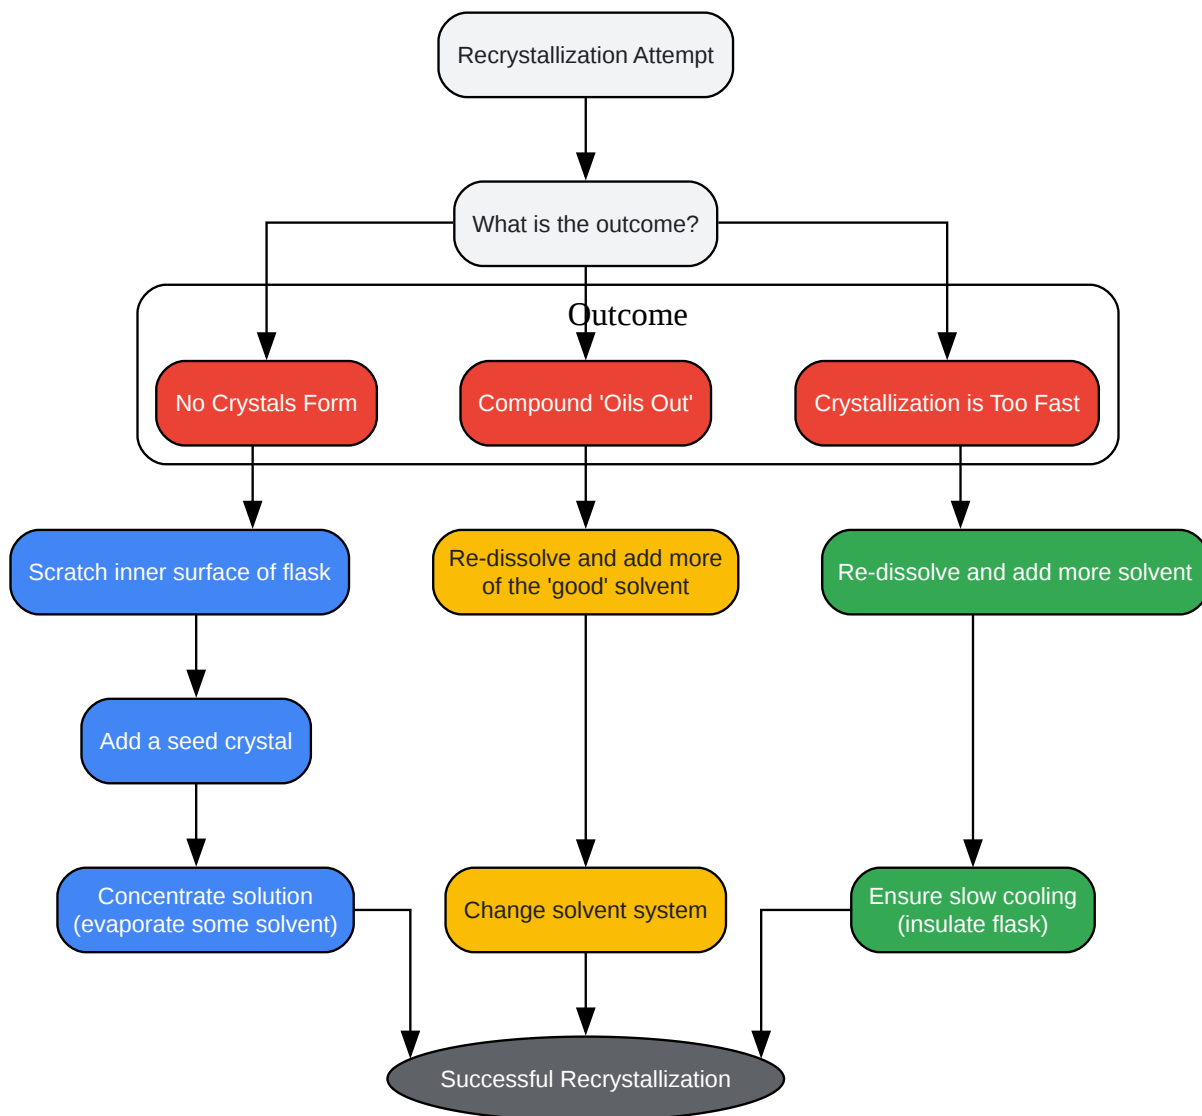 Recrystallization Attempt
What is the outcome?
Outcome
No Crystals Form
Compound 'Oils Out'
Crystallization is Too Fast
Scratch inner surface of flask
Re-dissolve and add more
of the 'good' solvent
Re-dissolve and add more solvent
Add a seed crystal
Concentrate solution
(evaporate some solvent)
Change solvent system
Ensure slow cooling
(insulate flask)
Successful Recrystallization